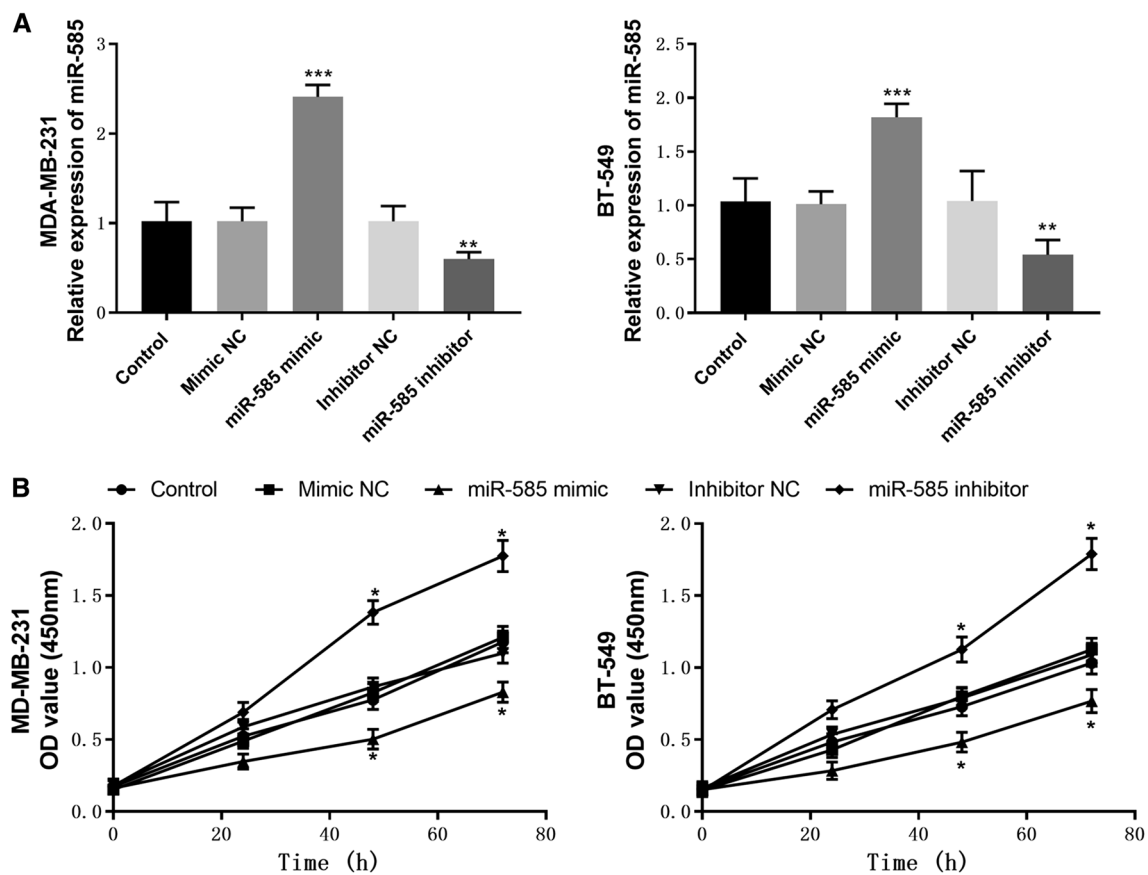 A
MDA-MB-231
Relative expression of miR-585
3
2
1
0
***
**
Control
Mimic NC
miR-585 mimic
Inhibitor NC
miR-585 inhibitor
BT-549
Relative expression of miR-585
2.5
2.0
1.5
1.0
0.5
0.0
***
**
Control
Mimic NC
miR-585 mimic
Inhibitor NC
miR-585 inhibitor
B
Control
Mimic NC
miR-585 mimic
Inhibitor NC
miR-585 inhibitor
MD-MB-231
OD value (450nm)
2.0
1.5
1.0
0.5
0.0
*
*
*
*
0
20
40
60
80
Time (h)
BT-549
OD value (450nm)
2.0
1.5
1.0
0.5
0.0
*
*
*
*
0
20
40
60
80
Time (h)